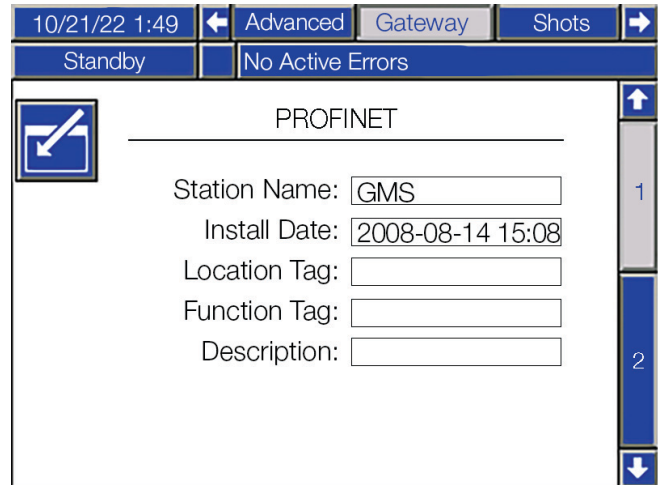 10/21/22 1:49 Advanced Gateway Shots
Standby No Active Errors
PROFINET
Station Name: GMS
1
Install Date: 2008-08-14 15:08
Location Tag:
Function Tag:
Description:
2